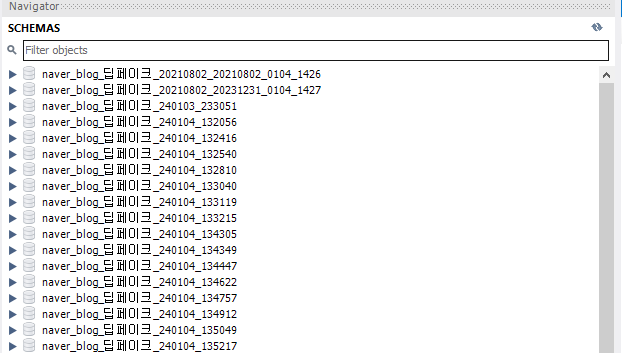 Navigator
SCHEMAS
Filter objects
naver_blog_딥페이크_20210802_20210802_0104_1426
naver_blog_딥페이크_20210802_20231231_0104_1427
naver_blog_딥페이크_240103_233051
naver_blog_딥페이크_240104_132056
naver_blog_딥페이크_240104_132416
naver_blog_딥페이크_240104_132540
naver_blog_딥페이크_240104_132810
naver_blog_딥페이크_240104_133040
naver_blog_딥페이크_240104_133119
naver_blog_딥페이크_240104_133215
naver_blog_딥페이크_240104_134305
naver_blog_딥페이크_240104_134349
naver_blog_딥페이크_240104_134447
naver_blog_딥페이크_240104_134622
naver_blog_딥페이크_240104_134757
naver_blog_딥페이크_240104_134912
naver_blog_딥페이크_240104_135049
naver_blog_딥페이크_240104_135217